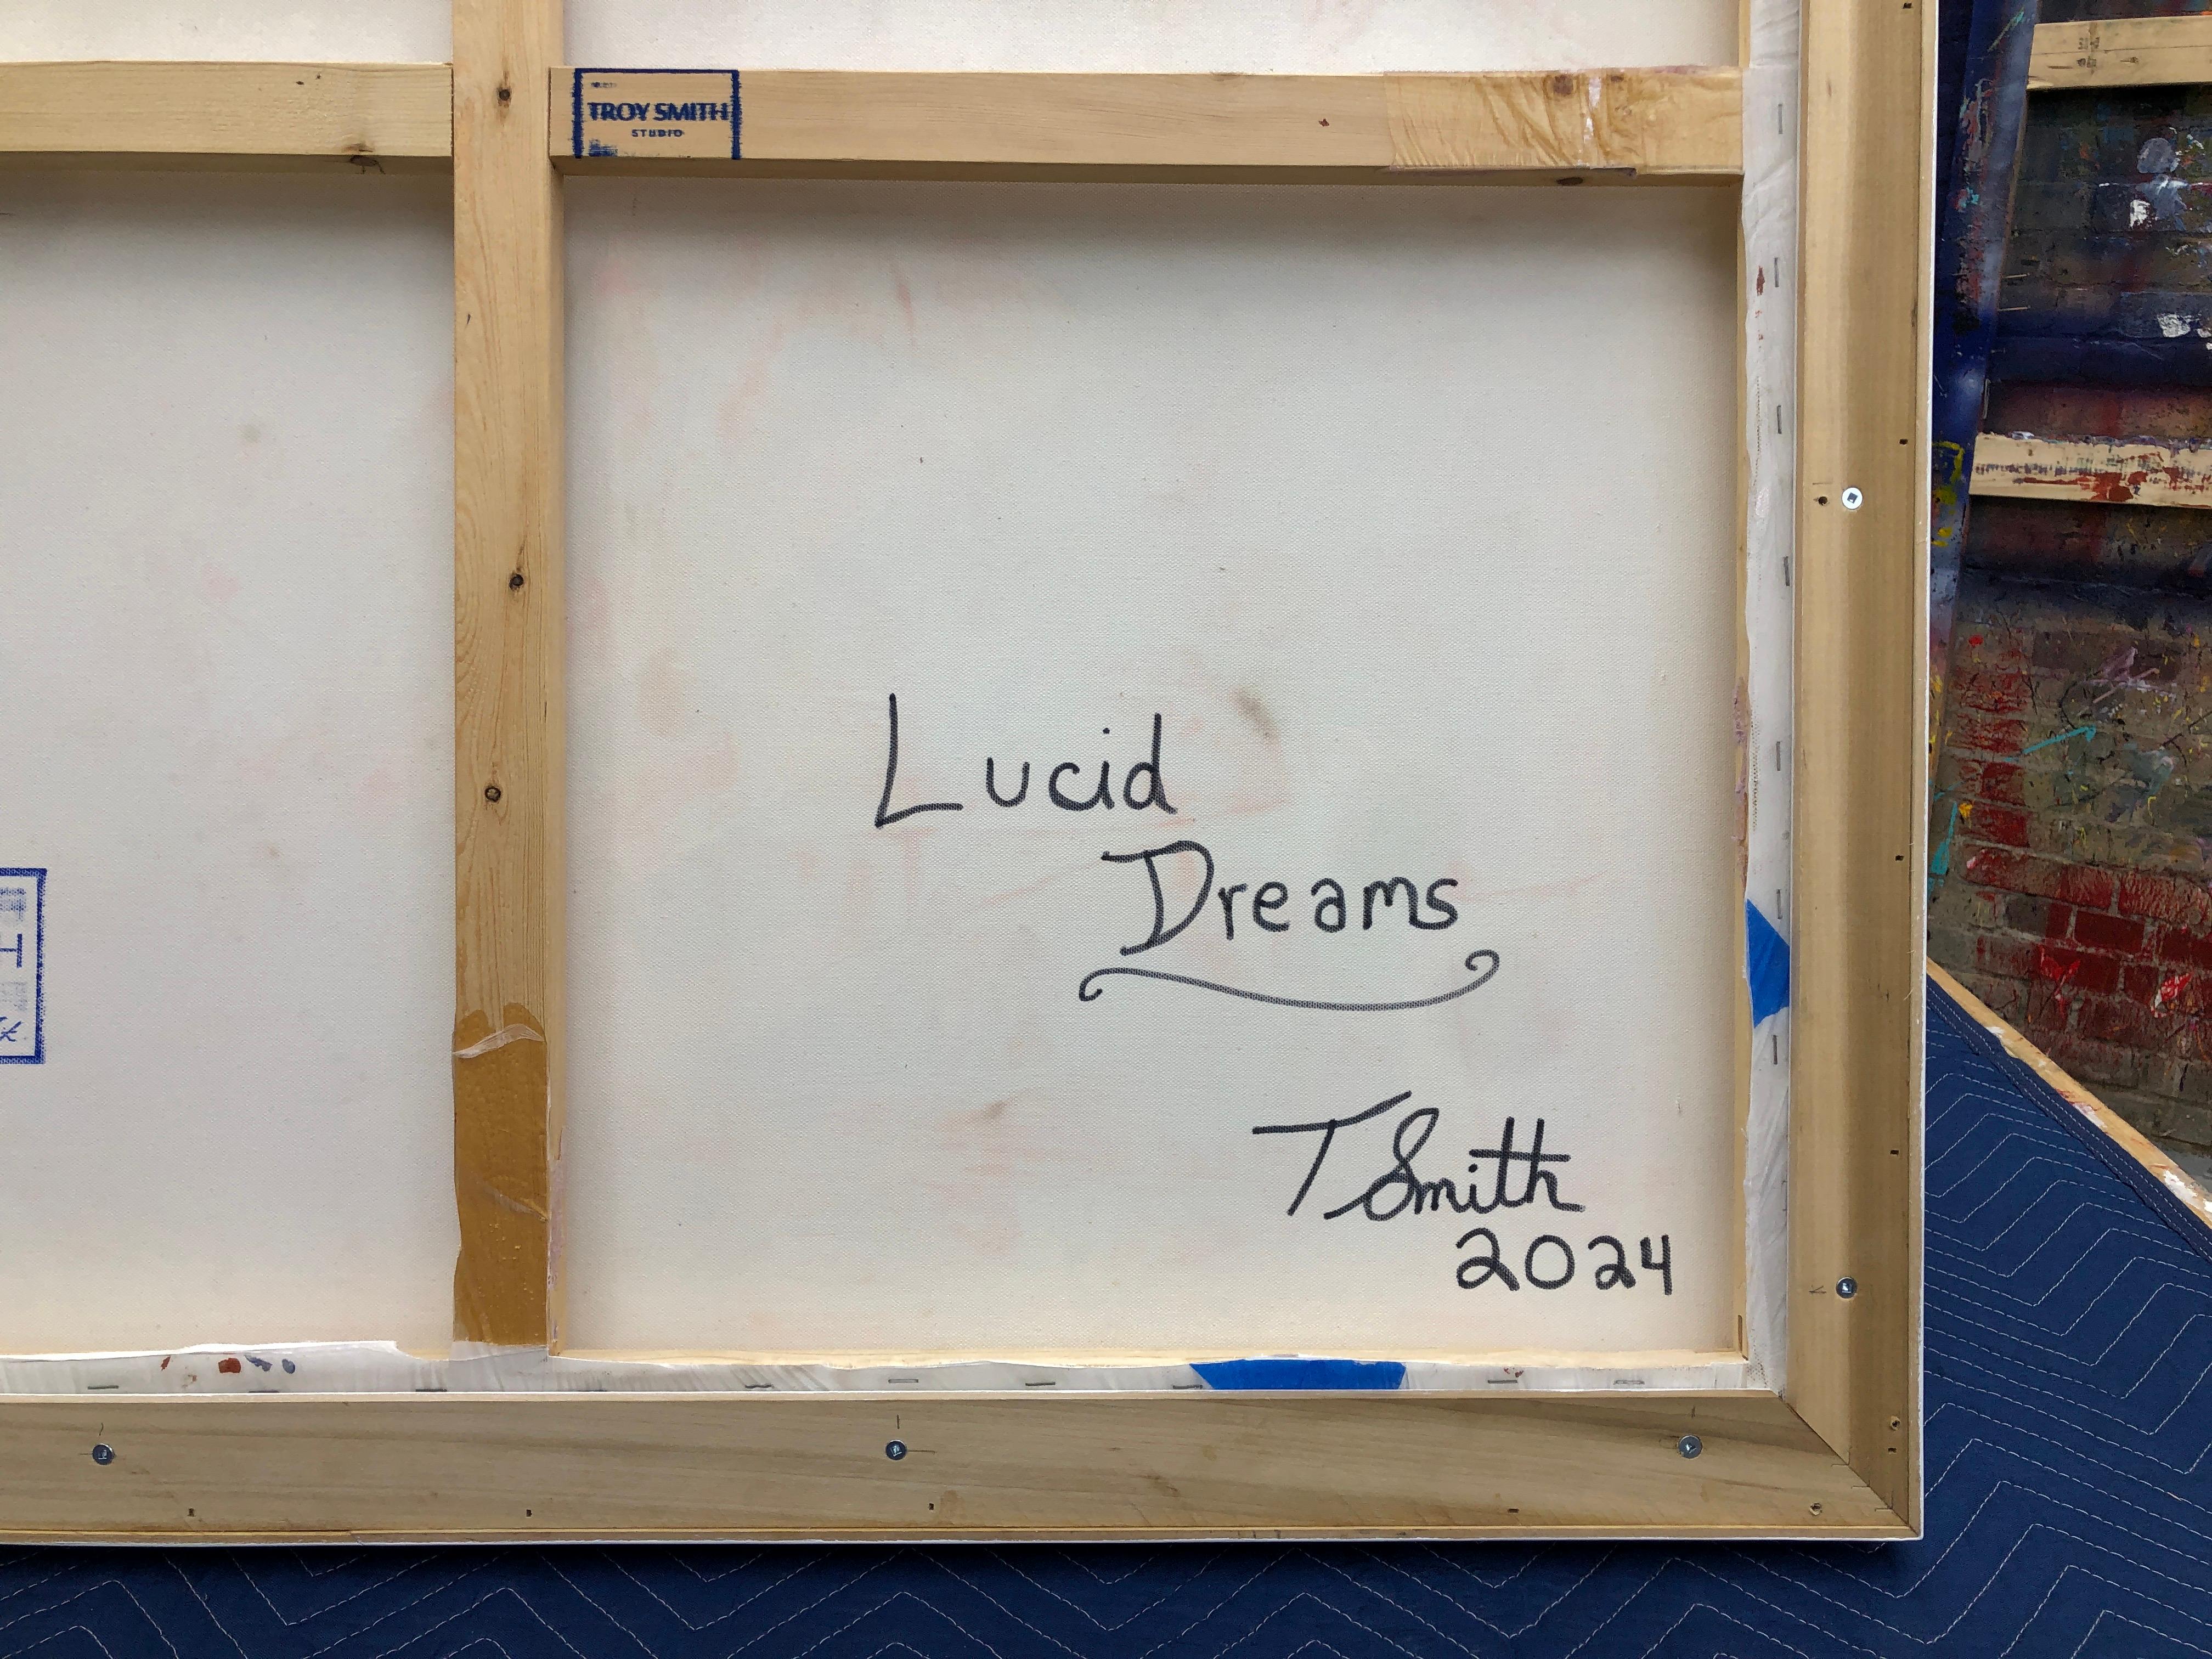 TROY SMITH
STUDIO
Lucid
Dreams
T Smith
2024